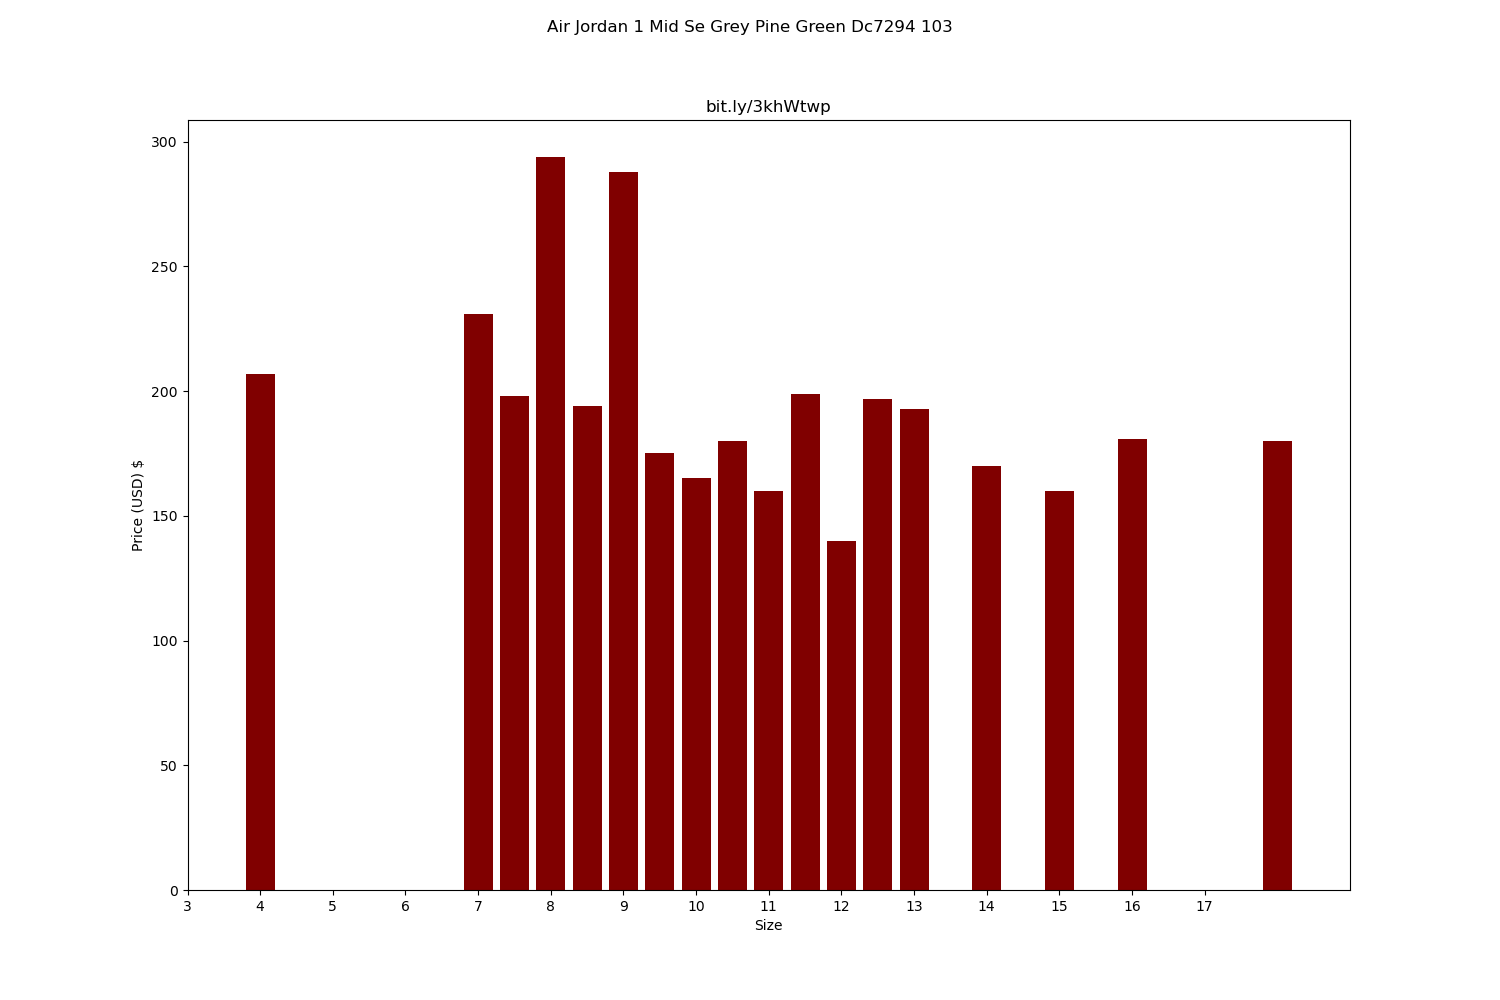 Air Jordan 1 Mid Se Grey Pine Green Dc7294 103
bit.ly/3khWtwp
300
250
200
150
100
50
0
Price (USD) $
3 4 5 6 7 8 9 10 11 12 13 14 15 16 17
Size